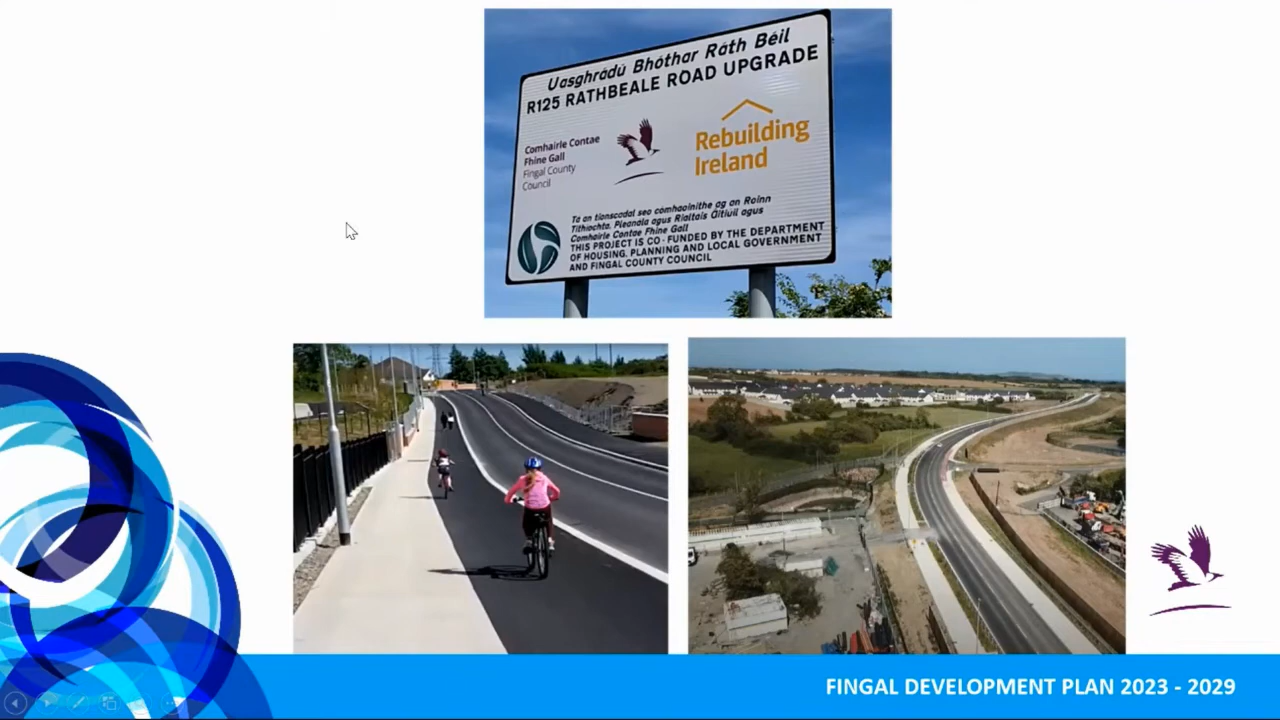 Uasghrádú Bhóthar Ráth Béil
R125 RATHBEALE ROAD UPGRADE
Comhairle Contae
Fhine Gall
Fingal County
Council
Rebuilding
Ireland
Tá an tionscadal seo comhaoinithe ag an Roinn
Tithíochta, Pleanála agus Rialtais Áitiúil agus
Comhairle Contae Fhine Gall
THIS PROJECT IS CO-FUNDED BY THE DEPARTMENT
OF HOUSING, PLANNING AND LOCAL GOVERNMENT
AND FINGAL COUNTY COUNCIL
FINGAL DEVELOPMENT PLAN 2023 - 2029